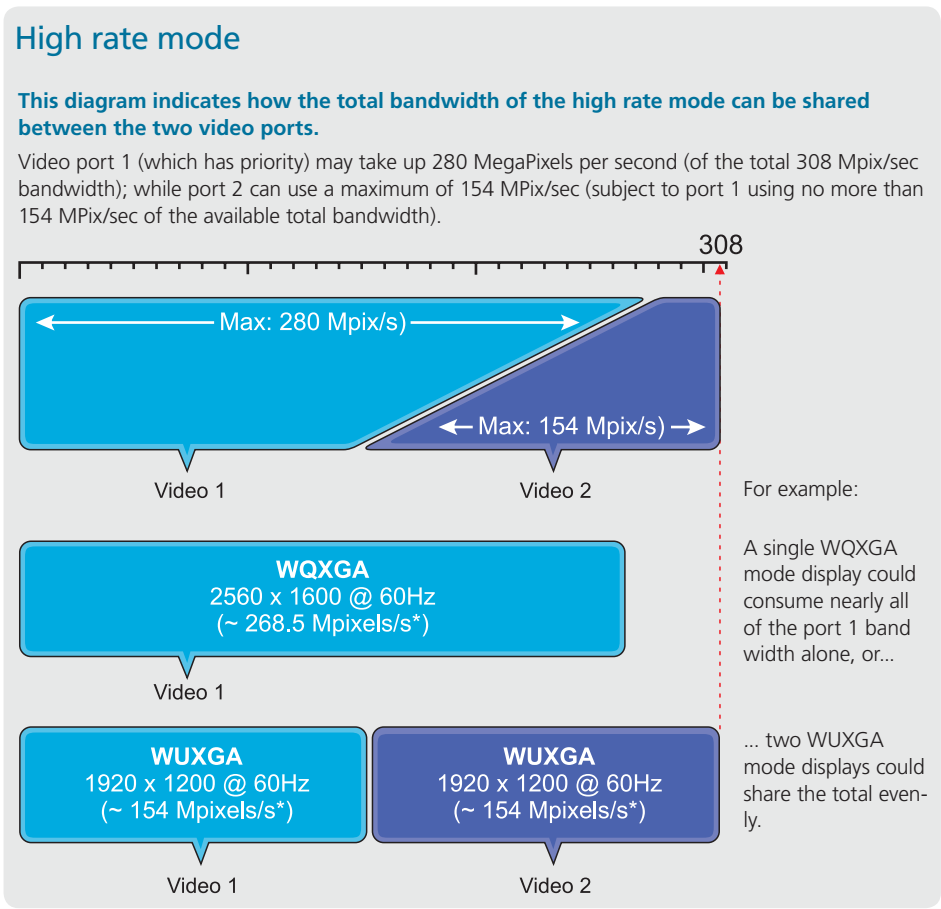 High rate mode
This diagram indicates how the total bandwidth of the high rate mode can be shared
between the two video ports.
Video port 1 (which has priority) may take up 280 MegaPixels per second (of the total 308 Mpix/sec
bandwidth); while port 2 can use a maximum of 154 MPix/sec (subject to port 1 using no more than
154 MPix/sec of the available total bandwidth).
308
Max: 280 Mpix/s)
Max: 154 Mpix/s)
Video 1
Video 2
For example:
WQXGA
2560 x 1600 @ 60Hz
(~ 268.5 Mpixels/s*)
Video 1
A single WQXGA
mode display could
consume nearly all
of the port 1 band
width alone, or...
WUXGA
1920 x 1200 @ 60Hz
(~ 154 Mpixels/s*)
Video 1
WUXGA
1920 x 1200 @ 60Hz
(~ 154 Mpixels/s*)
Video 2
... two WUXGA
mode displays could
share the total even-
ly.